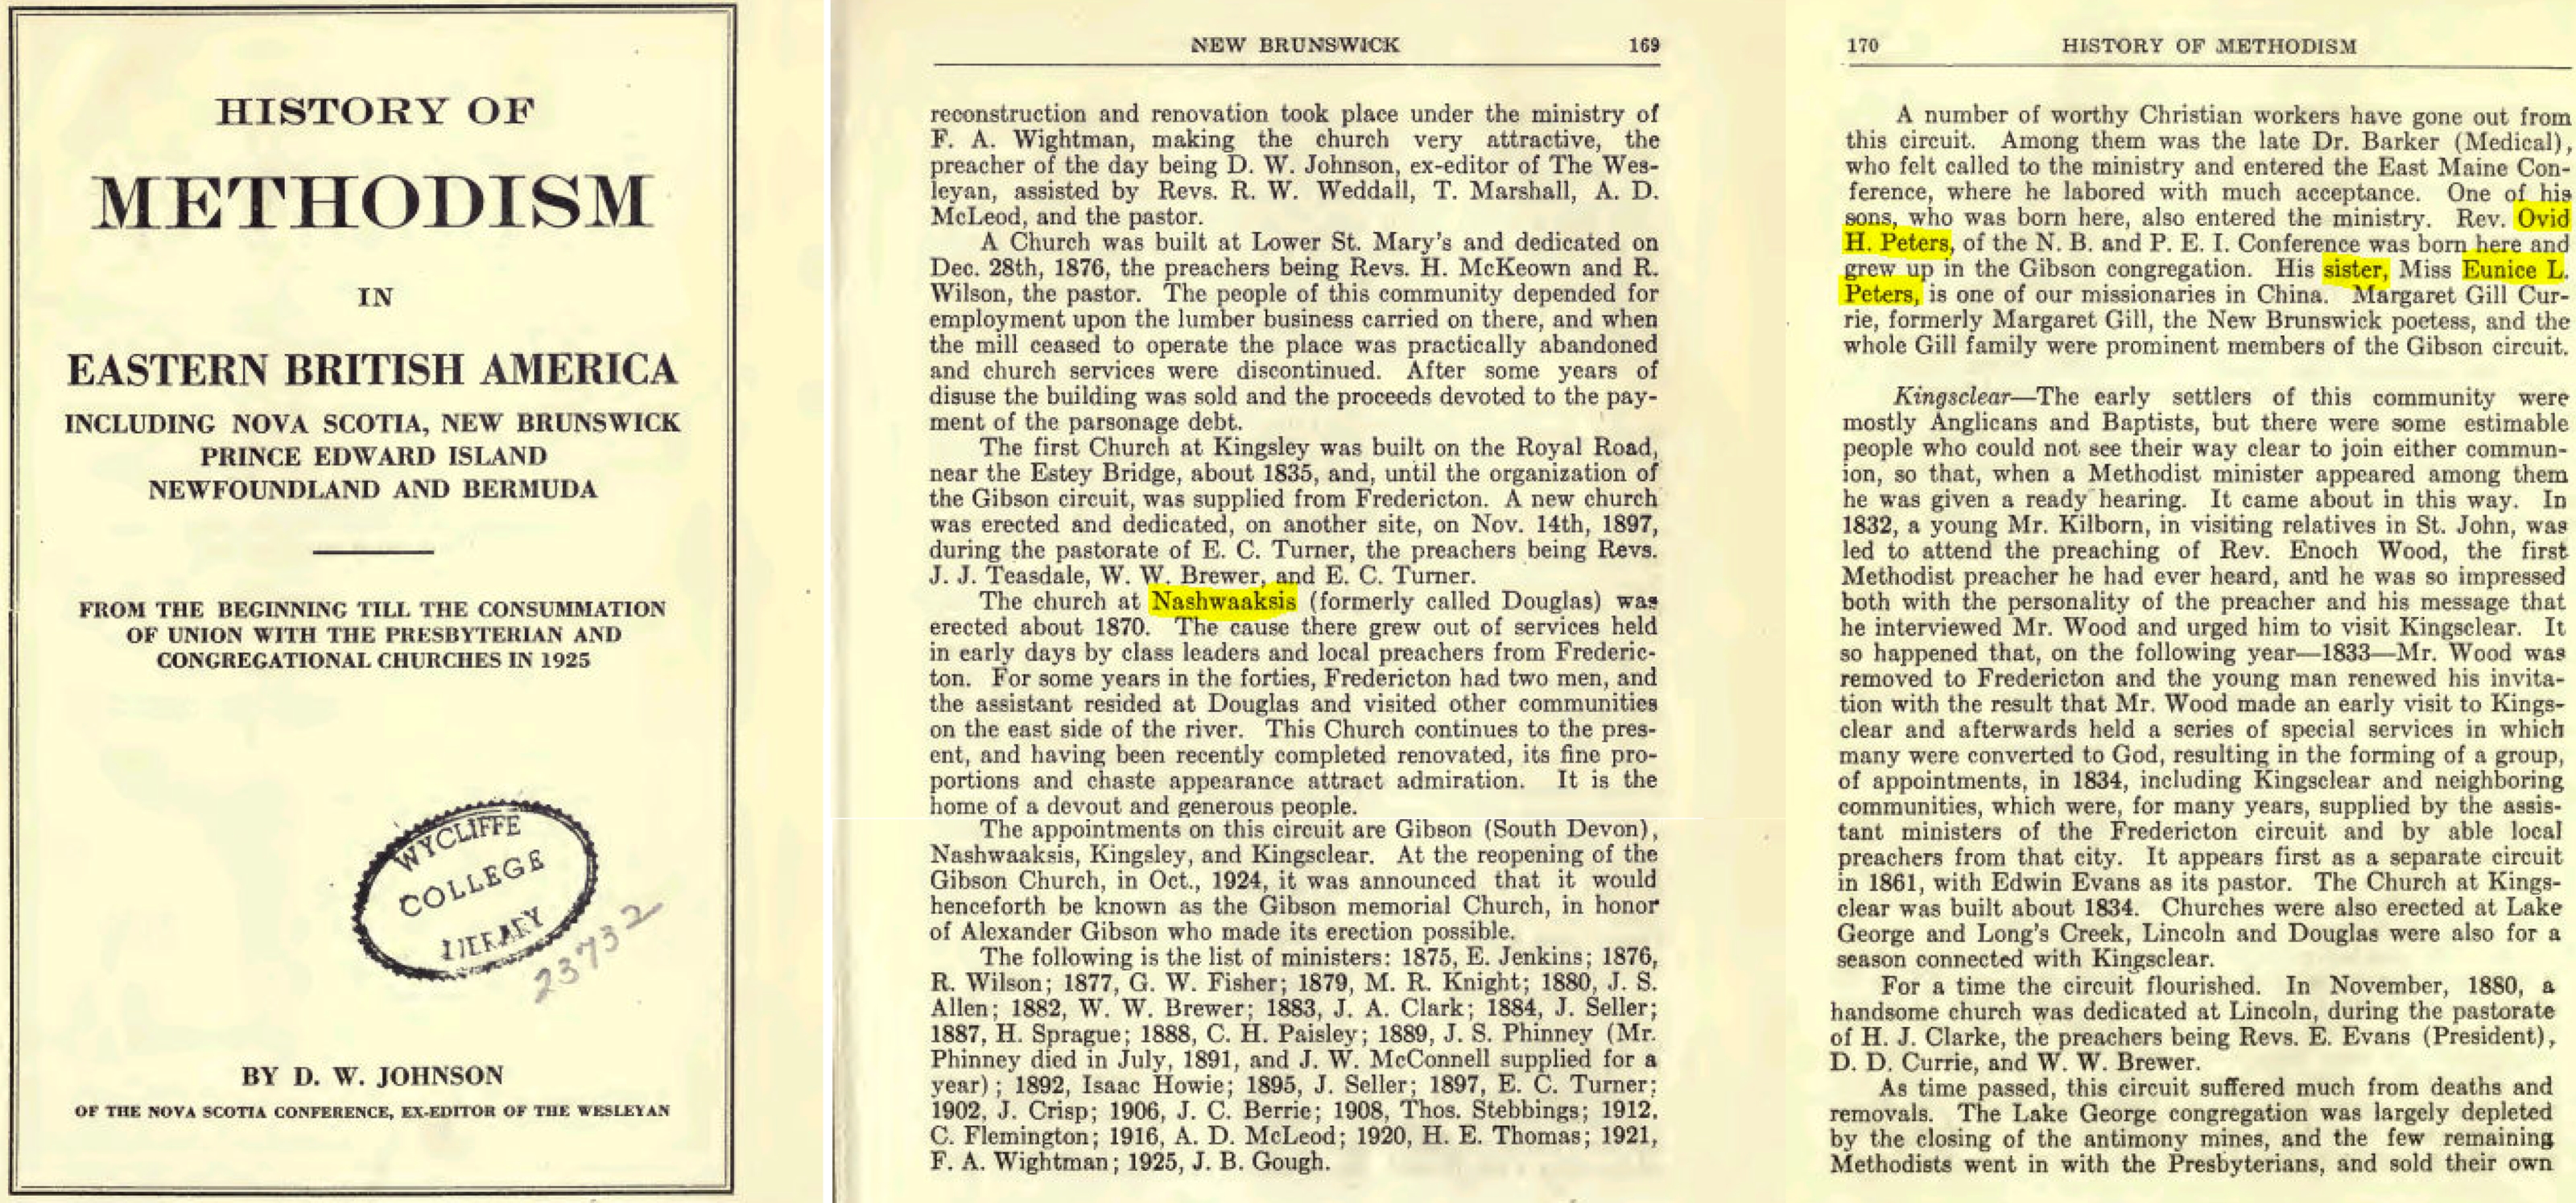 HISTORY OF
METHODISM
IN
EASTERN BRITISH AMERICA
INCLUDING NOVA SCOTIA, NEW BRUNSWICK
PRINCE EDWARD ISLAND
NEWFOUNDLAND AND BERMUDA
FROM THE BEGINNING TILL THE CONSUMMATION
OF UNION WITH THE PRESBYTERIAN AND
CONGREGATIONAL CHURCHES IN 1925
WYCLIFFE
COLLEGE
LIBRARY
23732
BY D. W. JOHNSON
OF THE NOVA SCOTIA CONFERENCE, EX-EDITOR OF THE WESLEYAN
NEW BRUNSWICK 169
reconstruction and renovation took place under the ministry of
F. A. Wightman, making the church very attractive, the
preacher of the day being D. W. Johnson, ex-editor of The Wes-
leyan, assisted by Revs. R. W. Weddall, T. Marshall, A. D.
McLeod, and the pastor.
A Church was built at Lower St. Mary's and dedicated on
Dec. 28th, 1876, the preachers being Revs. H. McKeown and R.
Wilson, the pastor. The people of this community depended for
employment upon the lumber business carried on there, and when
the mill ceased to operate the place was practically abandoned
and church services were discontinued. After some years of
disuse the building was sold and the proceeds devoted to the pay-
ment of the parsonage debt.
The first Church at Kingsley was built on the Royal Road,
near the Estey Bridge, about 1835, and, until the organization of
the Gibson circuit, was supplied from Fredericton. A new church
was erected and dedicated, on another site, on Nov. 14th, 1897,
during the pastorate of E. C. Turner, the preachers being Revs.
J. J. Teasdale, W. W. Brewer, and E. C. Turner.
The church at Nashwaaksis (formerly called Douglas) was
erected about 1870. The cause there grew out of services held
in early days by class leaders and local preachers from Frederic-
ton. For some years in the forties, Fredericton had two men, and
the assistant resided at Douglas and visited other communities
on the east side of the river. This Church continues to the pres-
ent, and having been recently completed renovated, its fine pro-
portions and chaste appearance attract admiration. It is the
home of a devout and generous people.
The appointments on this circuit are Gibson (South Devon),
Nashwaaksis, Kingsley, and Kingsclear. At the reopening of the
Gibson Church, in Oct., 1924, it was announced that it would
henceforth be known as the Gibson memorial Church, in honor
of Alexander Gibson who made its erection possible.
The following is the list of ministers: 1875, E. Jenkins; 1876,
R. Wilson; 1877, G. W. Fisher; 1879, M. R. Knight; 1880, J. S.
Allen; 1882, W. W. Brewer; 1883, J. A. Clark; 1884, J. Seller;
1887, H. Sprague; 1888, C. H. Paisley; 1889, J. S. Phinney (Mr.
Phinney died in July, 1891, and J. W. McConnell supplied for a
year); 1892, Isaac Howie; 1895, J. Seller; 1897, E. C. Turner;
1902, J. Crisp; 1906, J. C. Berrie; 1908, Thos. Stebbings; 1912,
C. Flemington; 1916, A. D. McLeod; 1920, H. E. Thomas; 1921,
F. A. Wightman; 1925, J. B. Gough.
170 HISTORY OF METHODISM
A number of worthy Christian workers have gone out from
this circuit. Among them was the late Dr. Barker (Medical),
who felt called to the ministry and entered the East Maine Con-
ference, where he labored with much acceptance. One of his
sons, who was born here, also entered the ministry. Rev. Ovid
H. Peters, of the N. B. and P. E. I. Conference was born here and
grew up in the Gibson congregation. His sister, Miss Eunice L.
Peters, is one of our missionaries in China. Margaret Gill Cur-
rie, formerly Margaret Gill, the New Brunswick poetess, and the
whole Gill family were prominent members of the Gibson circuit.
Kingsclear—The early settlers of this community were
mostly Anglicans and Baptists, but there were some estimable
people who could not see their way clear to join either commun-
ion, so that, when a Methodist minister appeared among them
he was given a ready hearing. It came about in this way. In
1832, a young Mr. Kilborn, in visiting relatives in St. John, was
led to attend the preaching of Rev. Enoch Wood, the first
Methodist preacher he had ever heard, and he was so impressed
both with the personality of the preacher and his message that
he interviewed Mr. Wood and urged him to visit Kingsclear. It
so happened that, on the following year—1833—Mr. Wood was
removed to Fredericton and the young man renewed his invita-
tion with the result that Mr. Wood made an early visit to Kings-
clear and afterwards held a series of special services in which
many were converted to God, resulting in the forming of a group,
of appointments, in 1834, including Kingsclear and neighboring
communities, which were, for many years, supplied by the assis-
tant ministers of the Fredericton circuit and by able local
preachers from that city. It appears first as a separate circuit
in 1861, with Edwin Evans as its pastor. The Church at Kings-
clear was built about 1834. Churches were also erected at Lake
George and Long's Creek, Lincoln and Douglas were also for a
season connected with Kingsclear.
For a time the circuit flourished. In November, 1880, a
handsome church was dedicated at Lincoln, during the pastorate
of H. J. Clarke, the preachers being Revs. E. Evans (President),
D. D. Currie, and W. W. Brewer.
As time passed, this circuit suffered much from deaths and
removals. The Lake George congregation was largely depleted
by the closing of the antimony mines, and the few remaining
Methodists went in with the Presbyterians, and sold their own